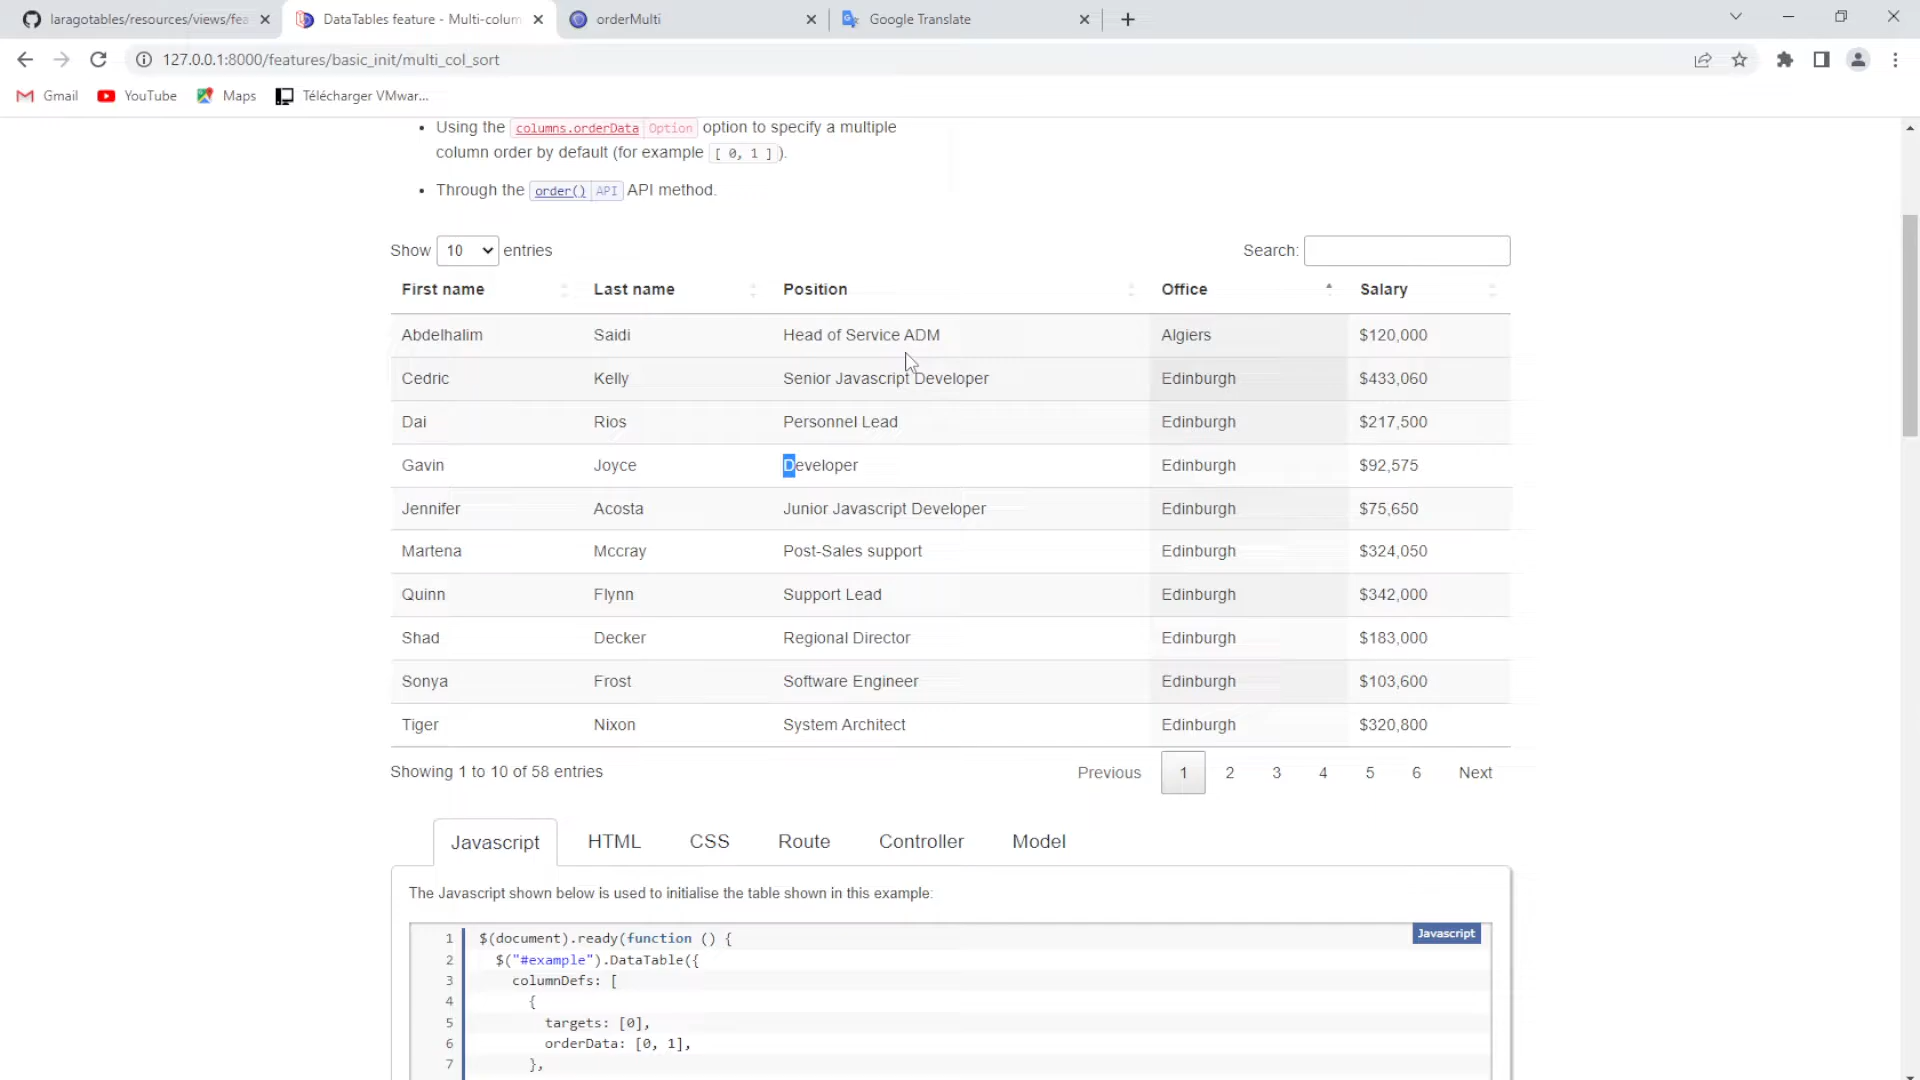 laragotables/resources/views/fea
DataTables feature - Multi-colum
orderMulti
Google Translate
127.0.0.1:8000/features/basic_init/multi_col_sort
Gmail YouTube Maps Télécharger VMwar...
Using the columns.orderData Option option to specify a multiple
column order by default (for example [ 0, 1 ] ).
Through the order() API API method.
Show 10 entries Search:
First name Last name Position Office Salary
Abdelhalim Saidi Head of Service ADM Algiers $120,000
Cedric Kelly Senior Javascript Developer Edinburgh $433,060
Dai Rios Personnel Lead Edinburgh $217,500
Gavin Joyce Developer Edinburgh $92,575
Jennifer Acosta Junior Javascript Developer Edinburgh $75,650
Martena Mccray Post-Sales support Edinburgh $324,050
Quinn Flynn Support Lead Edinburgh $342,000
Shad Decker Regional Director Edinburgh $183,000
Sonya Frost Software Engineer Edinburgh $103,600
Tiger Nixon System Architect Edinburgh $320,800
Showing 1 to 10 of 58 entries Previous 1 2 3 4 5 6 Next
Javascript HTML CSS Route Controller Model
The Javascript shown below is used to initialise the table shown in this example:
Javascript
1 $(document).ready(function () {
2 $("#example").DataTable({
3 columnDefs: [
4 {
5 targets: [0],
6 orderData: [0, 1],
7 },